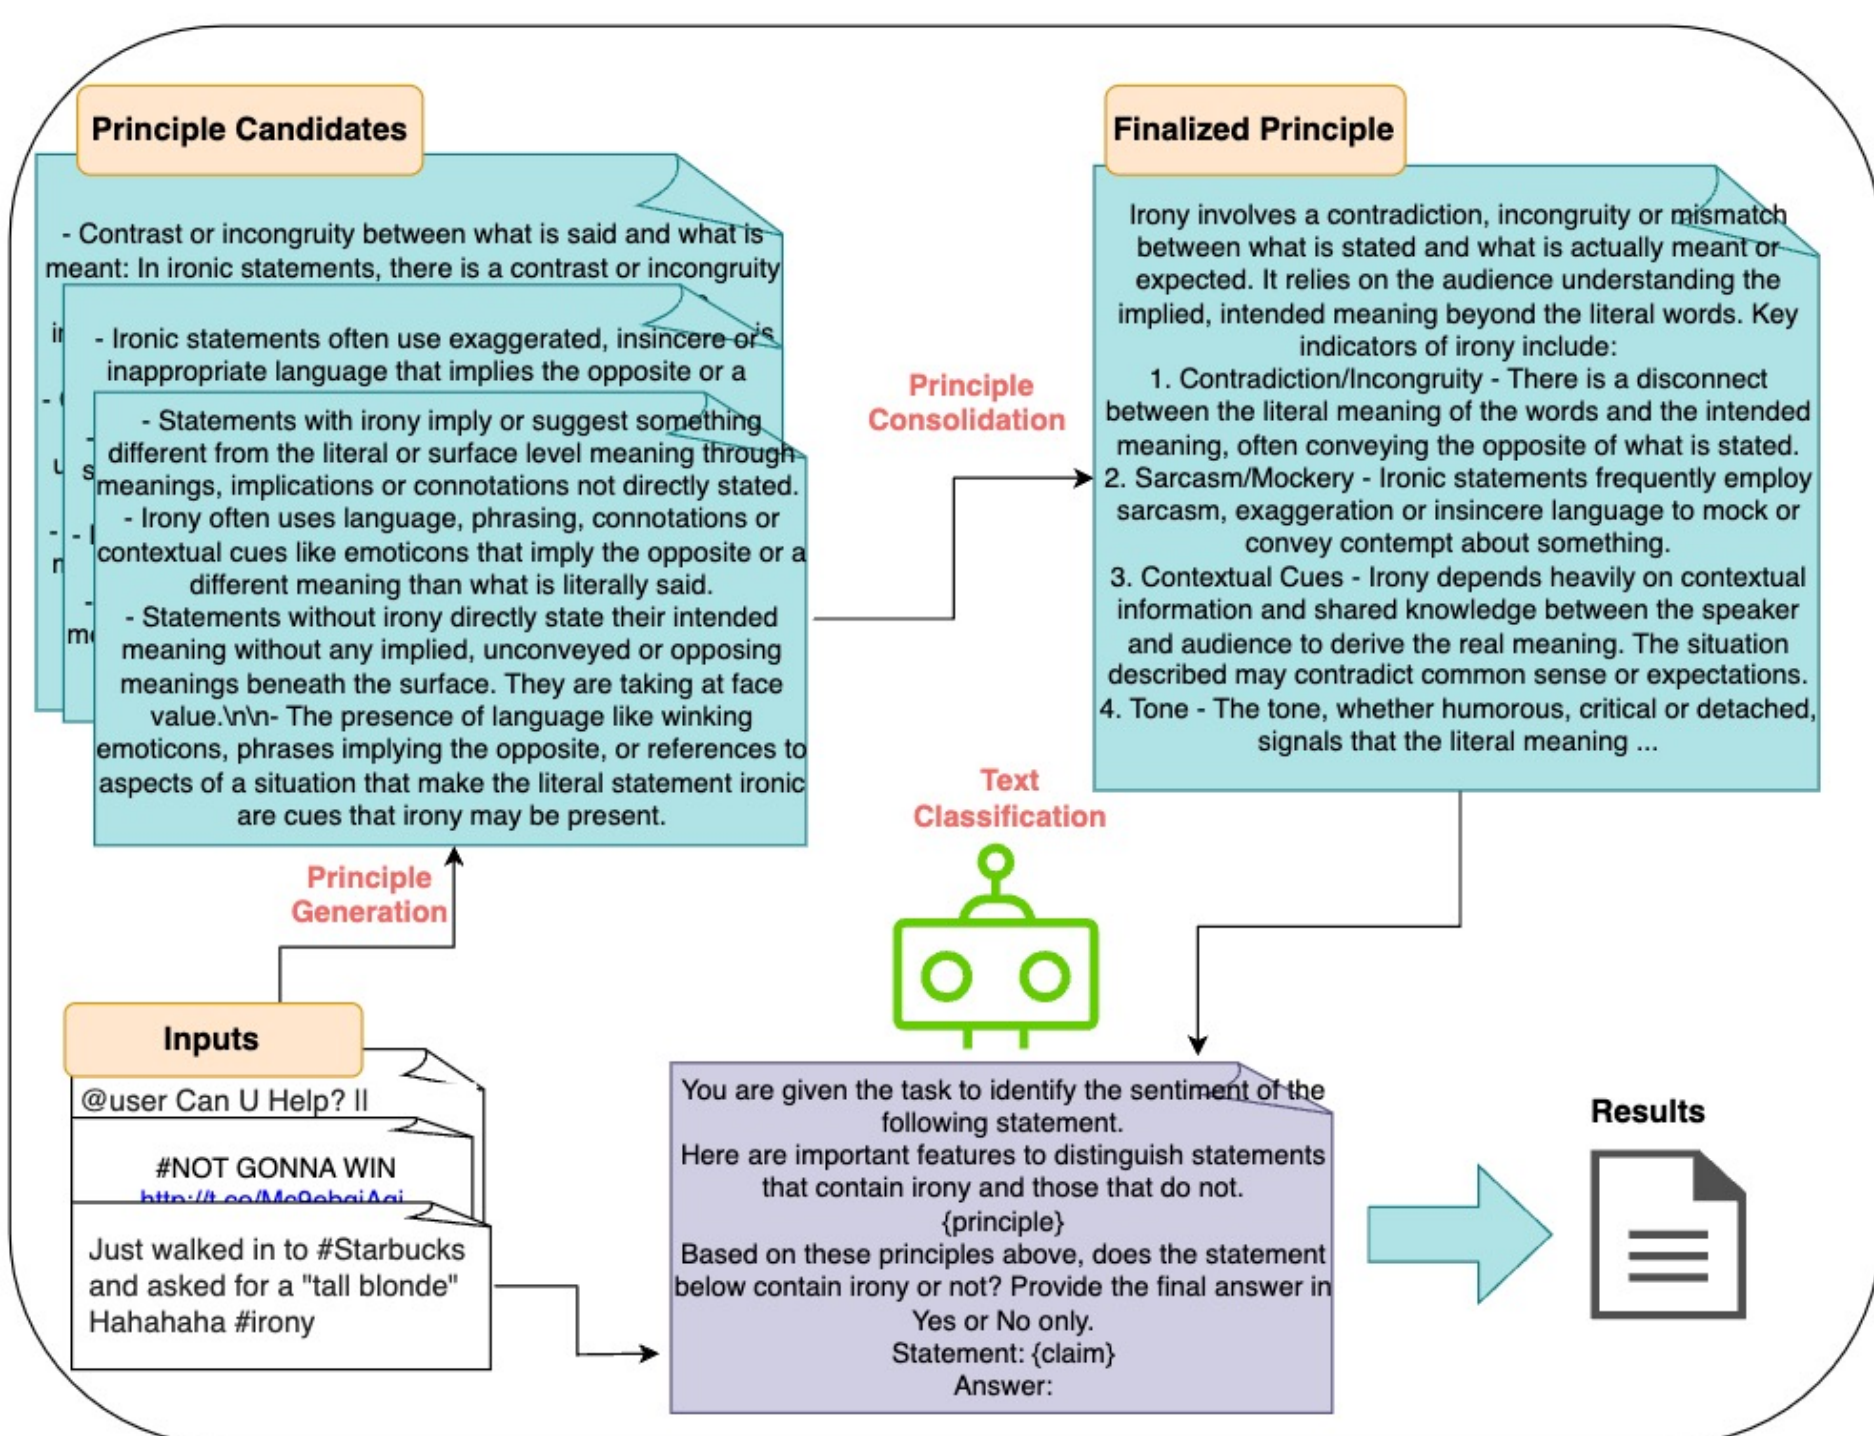 Principle Candidates
- Contrast or incongruity between what is said and what is
meant: In ironic statements, there is a contrast or incongruity
- Ironic statements often use exaggerated, insincere or
inappropriate language that implies the opposite or a
- Statements with irony imply or suggest something
different from the literal or surface level meaning through
meanings, implications or connotations not directly stated.
- Irony often uses language, phrasing, connotations or
contextual cues like emoticons that imply the opposite or a
different meaning than what is literally said.
- Statements without irony directly state their intended
meaning without any implied, unconveyed or opposing
meanings beneath the surface. They are taking at face
value.\n\n- The presence of language like winking
emoticons, phrases implying the opposite, or references to
aspects of a situation that make the literal statement ironic
are cues that irony may be present.
Principle
Consolidation
Finalized Principle
Irony involves a contradiction, incongruity or mismatch
between what is stated and what is actually meant or
expected. It relies on the audience understanding the
implied, intended meaning beyond the literal words. Key
indicators of irony include:
1. Contradiction/Incongruity - There is a disconnect
between the literal meaning of the words and the intended
meaning, often conveying the opposite of what is stated.
2. Sarcasm/Mockery - Ironic statements frequently employ
sarcasm, exaggeration or insincere language to mock or
convey contempt about something.
3. Contextual Cues - Irony depends heavily on contextual
information and shared knowledge between the speaker
and audience to derive the real meaning. The situation
described may contradict common sense or expectations.
4. Tone - The tone, whether humorous, critical or detached,
signals that the literal meaning ...
Principle
Generation
Text
Classification
Inputs
@user Can U Help? II
#NOT GONNA WIN
Just walked in to #Starbucks
and asked for a "tall blonde"
Hahahaha #irony
You are given the task to identify the sentiment of the
following statement.
Here are important features to distinguish statements
that contain irony and those that do not.
{principle}
Based on these principles above, does the statement
below contain irony or not? Provide the final answer in
Yes or No only.
Statement: {claim}
Answer:
Results